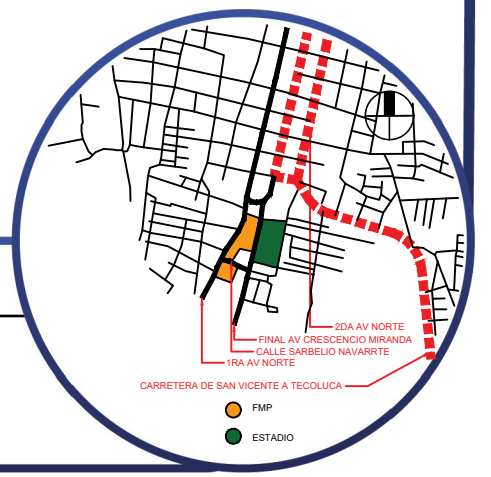 2DA AV NORTE
FINAL AV CRESCENCIO MIRANDA
CALLE SARBELIO NAVARRTE
1RA AV NORTE
CARRETERA DE SAN VICENTE A TECOLUCA
FMP
ESTADIO